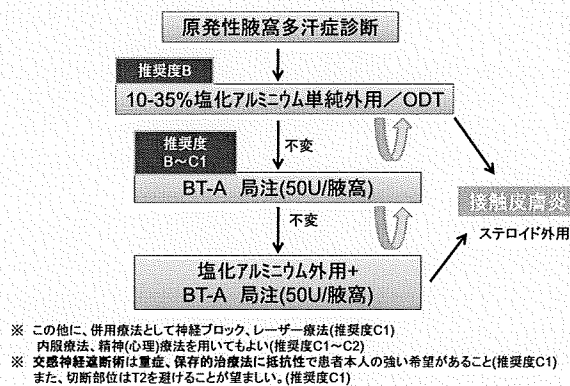 原発性腋窩多汗症診断
推奨度B
10-35%塩化アルミニウム単純外用／ODT
推奨度
B～C1
不変
BT-A 局注(50U/腋窩)
接触皮膚炎
ステロイド外用
不変
塩化アルミニウム外用+
BT-A 局注(50U/腋窩)
※ この他に、併用療法として神経ブロック、レーザー療法(推奨度C1)
内服療法、精神(心理)療法を用いてもよい(推奨度C1～C2)
※ 交感神経遮断術は重症、保存的治療法に抵抗性で患者本人の強い希望があること(推奨度C1)
また、切断部位はT2を避けることが望ましい。(推奨度C1)